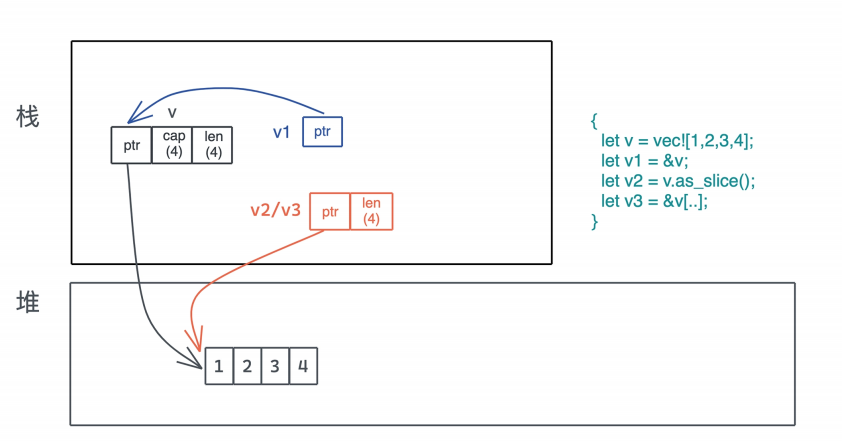 栈
v
ptr
cap
(4)
len
(4)
v1
ptr
v2/v3
ptr
len
(4)
{
let v = vec![1,2,3,4];
let v1 = &v;
let v2 = v.as_slice();
let v3 = &v[..];
}
堆
1 2 3 4